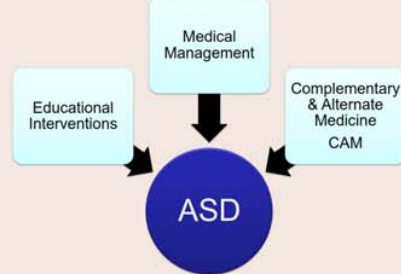 Medical
Management
Educational
Interventions
Complementary
& Alternate
Medicine
CAM
ASD